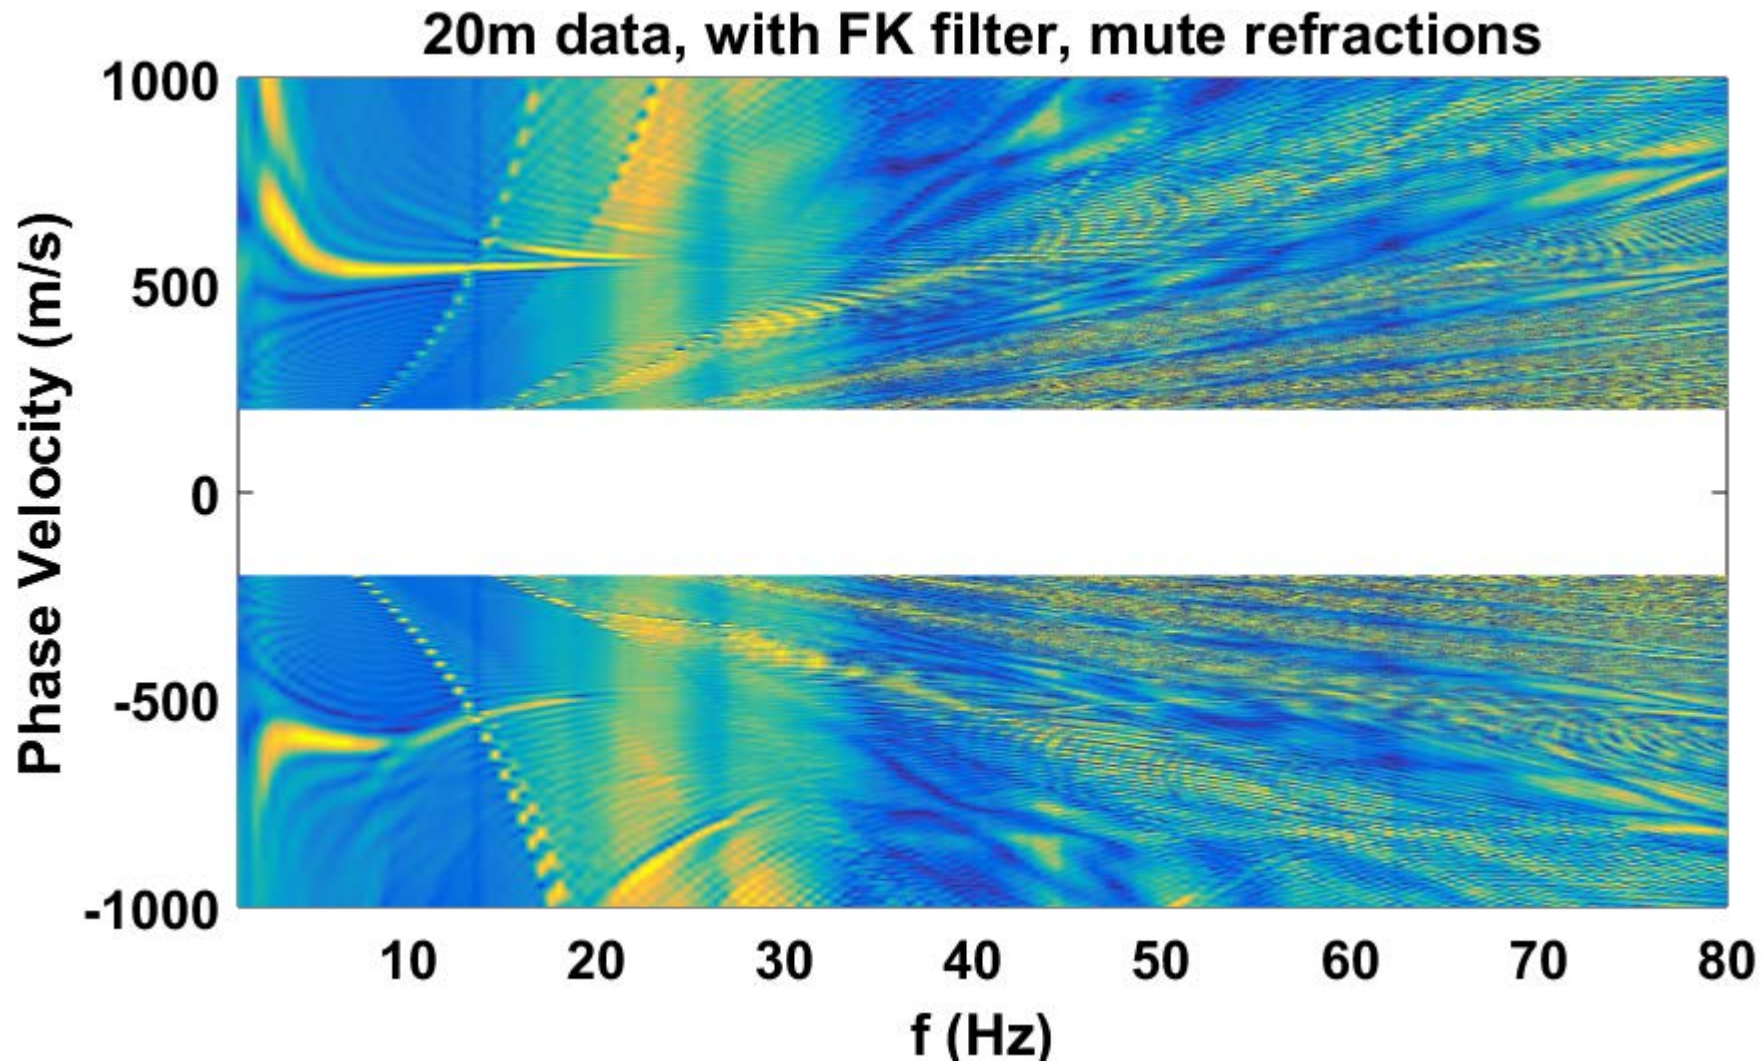 20m data, with FK filter, mute refractions
Phase Velocity (m/s)
1000
500
0
-500
-1000
10 20 30 40 50 60 70 80
f (Hz)